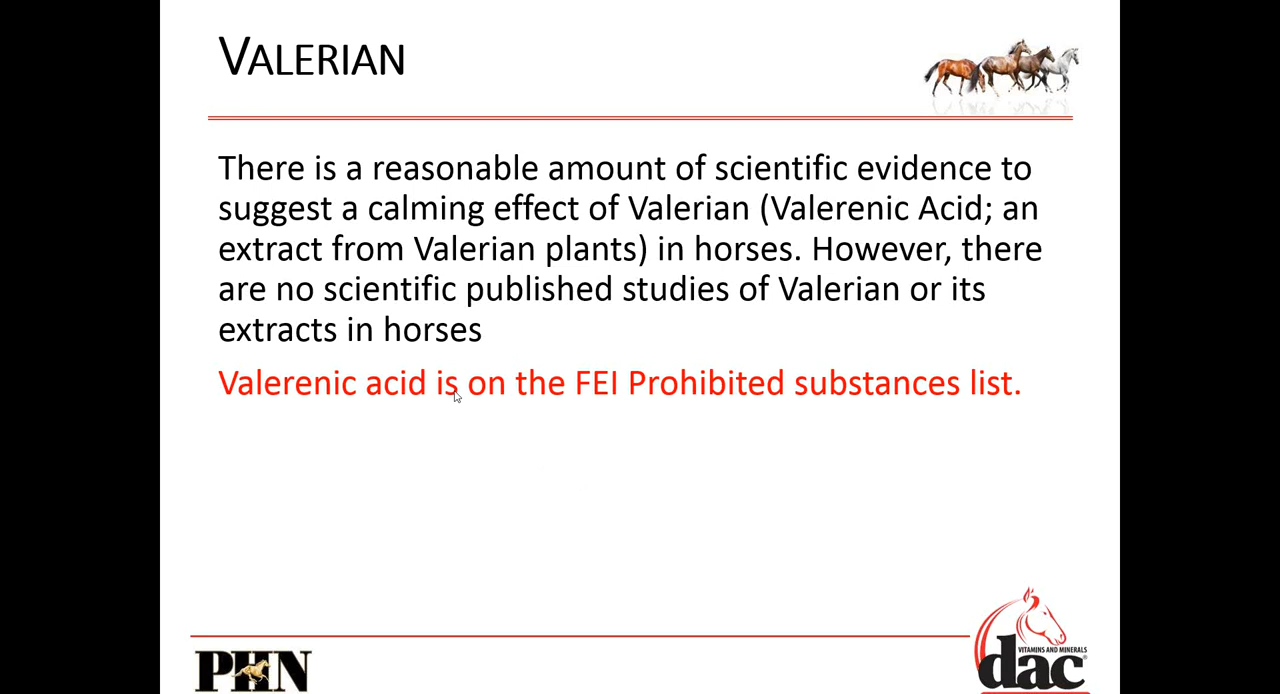 VALERIAN
There is a reasonable amount of scientific evidence to
suggest a calming effect of Valerian (Valerenic Acid; an
extract from Valerian plants) in horses. However, there
are no scientific published studies of Valerian or its
extracts in horses
Valerenic acid is on the FEI Prohibited substances list.
PHN
dac
VITAMINS AND MINERALS
®